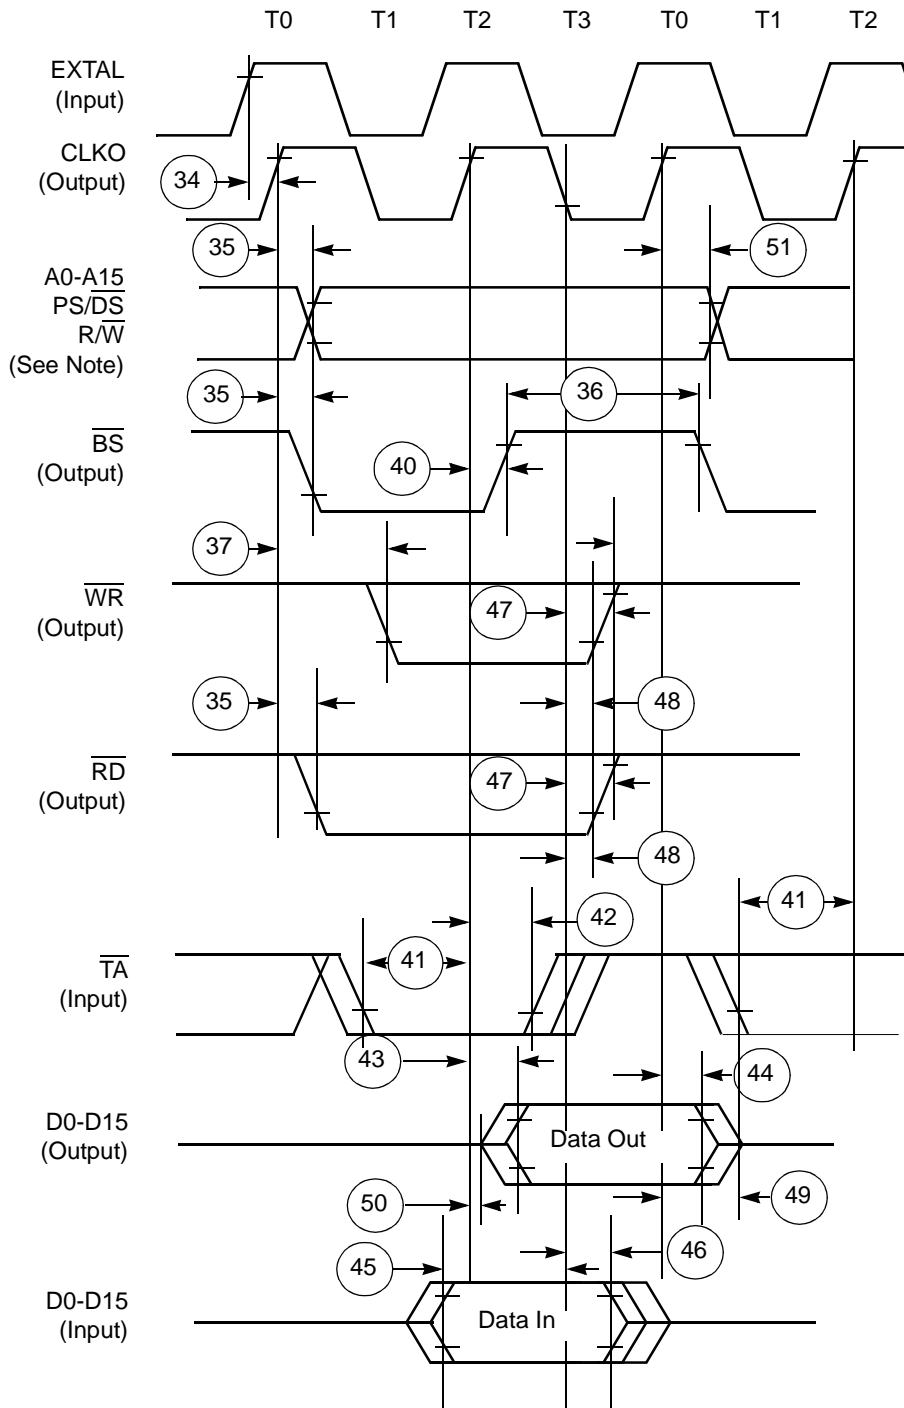 T0 T1 T2 T3 T0 T1 T2
EXTAL
(Input)
CLKO
(Output)
34
35
51
A0-A15
PS/DS
R/W
(See Note)
35
36
BS
(Output)
40
37
WR
(Output)
47
35
48
RD
(Output)
47
48
41
42
TA
(Input)
41
43
44
D0-D15
(Output)
Data Out
50
49
45
46
D0-D15
(Input)
Data In